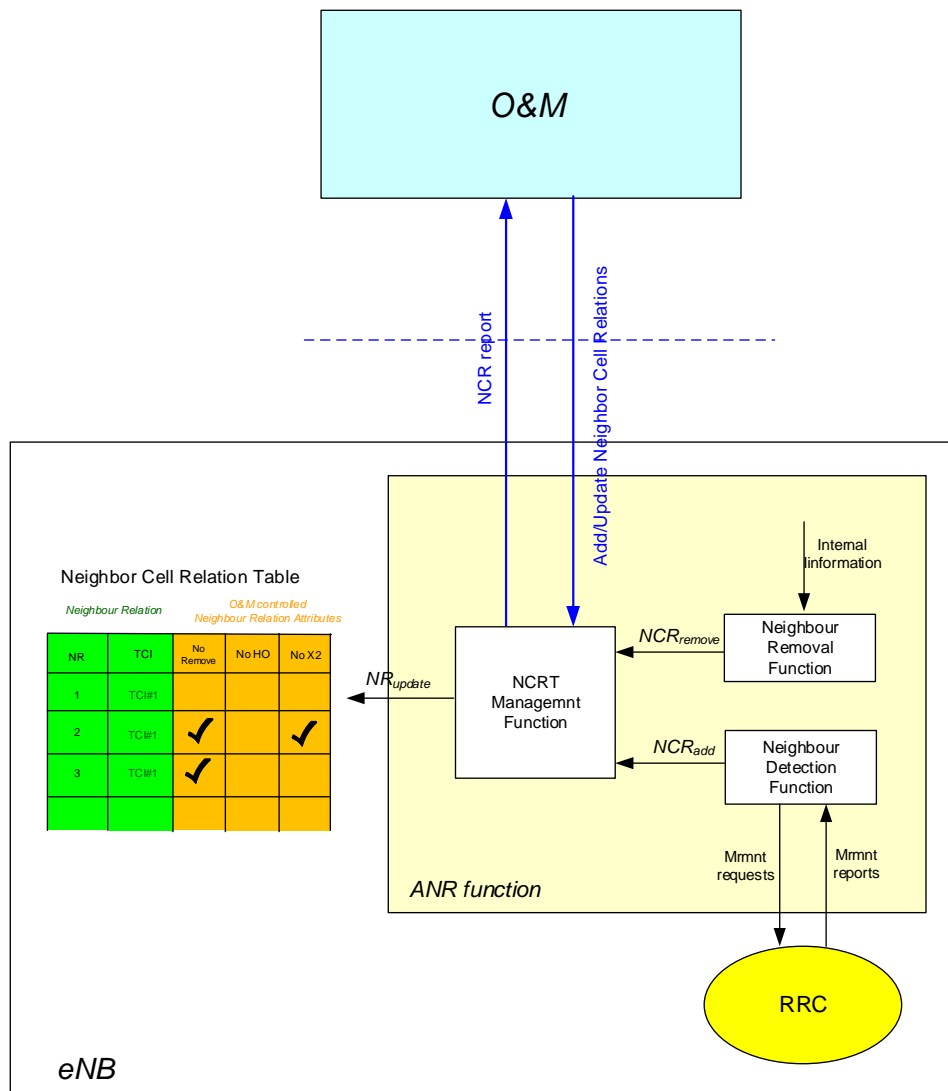 O&M
NCR report
Add/Update Neighbor Cell Relations
Neighbor Cell Relation Table
Neighbour Relation
O&M controlled
Neighbour Relation Attributes
NR
TCI
No
Remove
No HO
No X2
1
TCI#1
2
TCI#1
3
TCI#1
NRupdate
NCRT
Managemnt
Function
NCRremove
NCRadd
Internal
Iinformation
Neighbour
Removal
Function
Neighbour
Detection
Function
Mrmnt
requests
Mrmnt
reports
ANR function
RRC
eNB